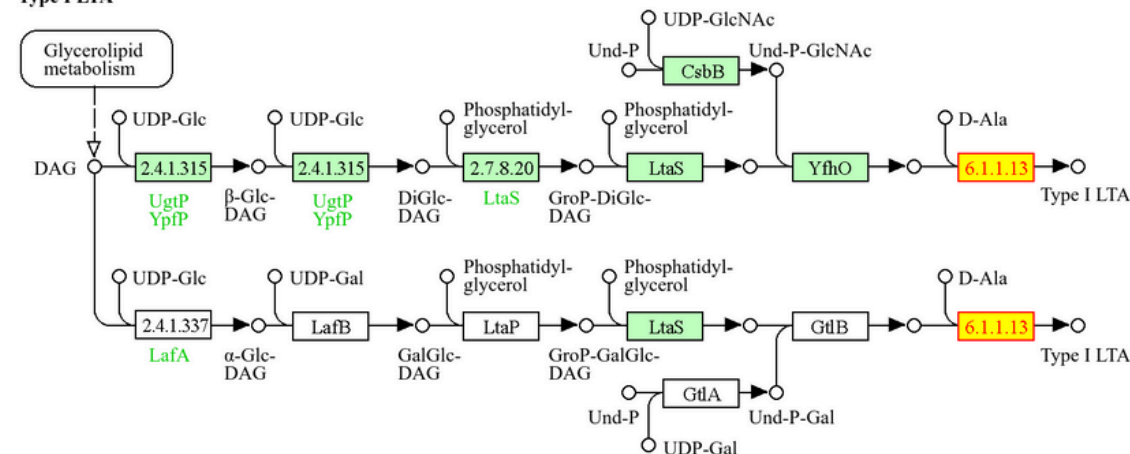 Type I LTA
Glycerolipid
metabolism
UDP-GlcNAc
Und-P
CsbB
Und-P-GlcNAc
UDP-Glc
UDP-Glc
Phosphatidyl-
glycerol
Phosphatidyl-
glycerol
D-Ala
DAG
2.4.1.315
2.4.1.315
2.7.8.20
LtaS
YfhO
6.1.1.13
UgtP
YpfP
β-Glc-
DAG
UgtP
YpfP
DiGlc-
DAG
LtaS
GroP-DiGlc-
DAG
Type I LTA
UDP-Glc
UDP-Gal
Phosphatidyl-
glycerol
Phosphatidyl-
glycerol
D-Ala
2.4.1.337
LafB
LtaP
LtaS
GtlB
6.1.1.13
LafA
α-Glc-
DAG
GalGlc-
DAG
GroP-GalGlc-
DAG
Type I LTA
GtlA
Und-P
Und-P-Gal
UDP-Gal